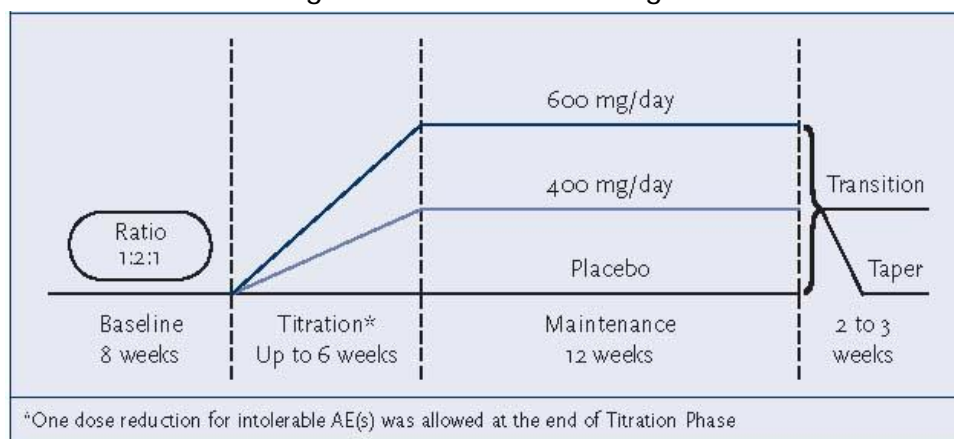 600 mg/day
400 mg/day
Transition
Ratio
1:2:1
Placebo
Taper
Baseline
8 weeks
Titration*
Up to 6 weeks
Maintenance
12 weeks
2 to 3
weeks
*One dose reduction for intolerable AE(s) was allowed at the end of Titration Phase